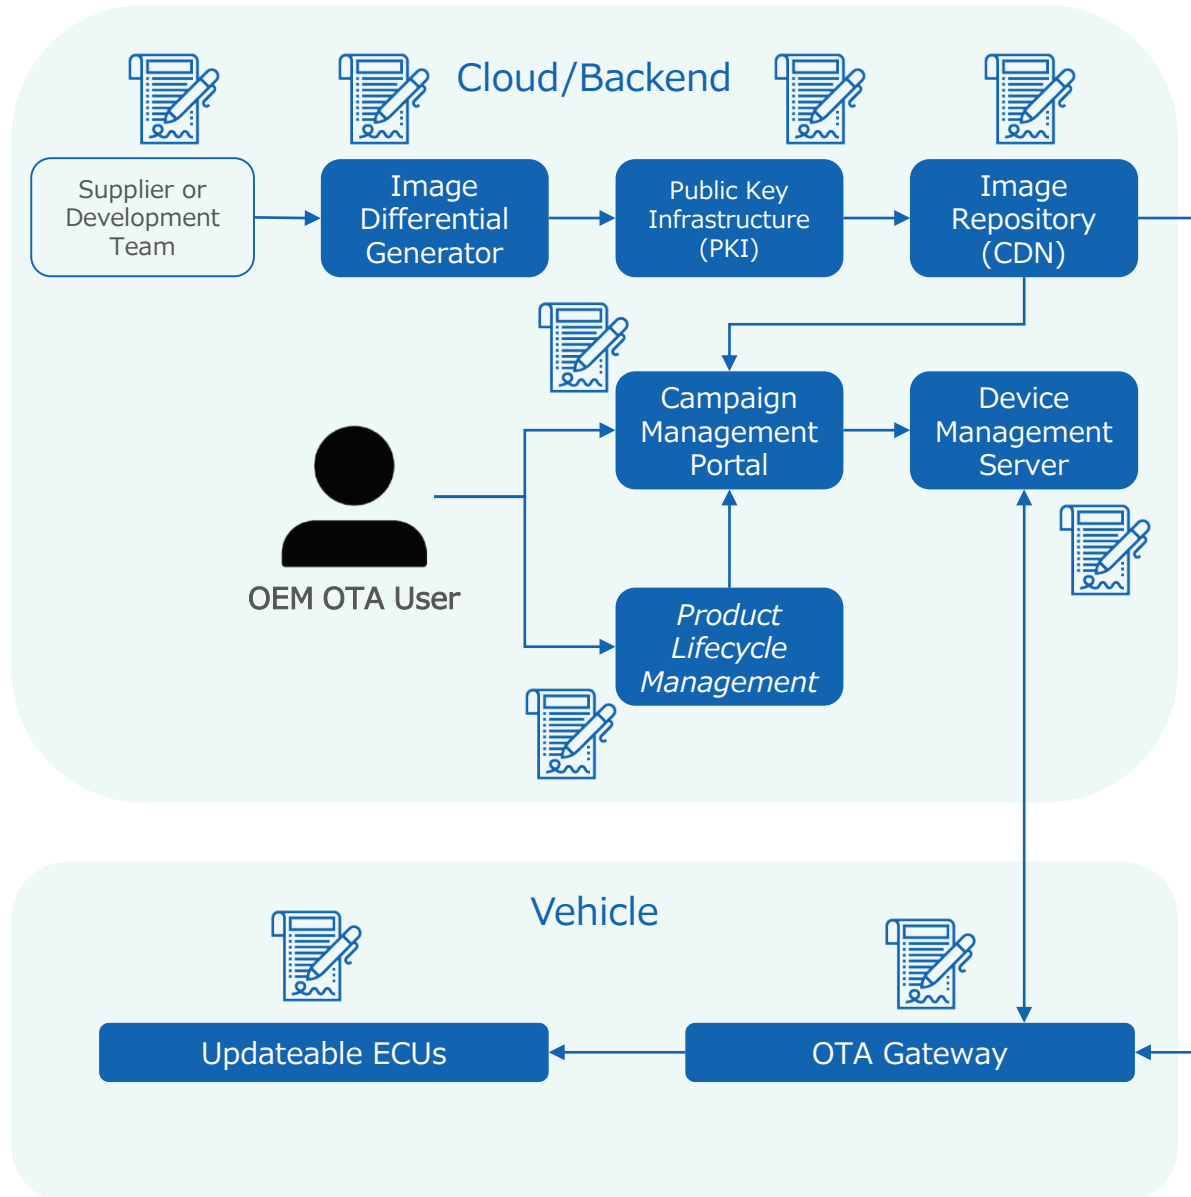 Cloud/Backend
Supplier or
Development
Team
Image
Differential
Generator
Public Key
Infrastructure
(PKI)
Image
Repository
(CDN)
Campaign
Management
Portal
Device
Management
Server
OEM OTA User
Product
Lifecycle
Management
Vehicle
Updateable ECUs
OTA Gateway